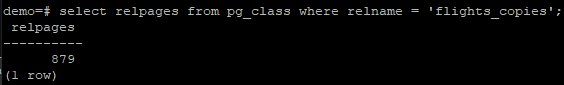 demo=# select relpages from pg_class where relname = 'flights_copies';
 relpages
----------
      879
(1 row)